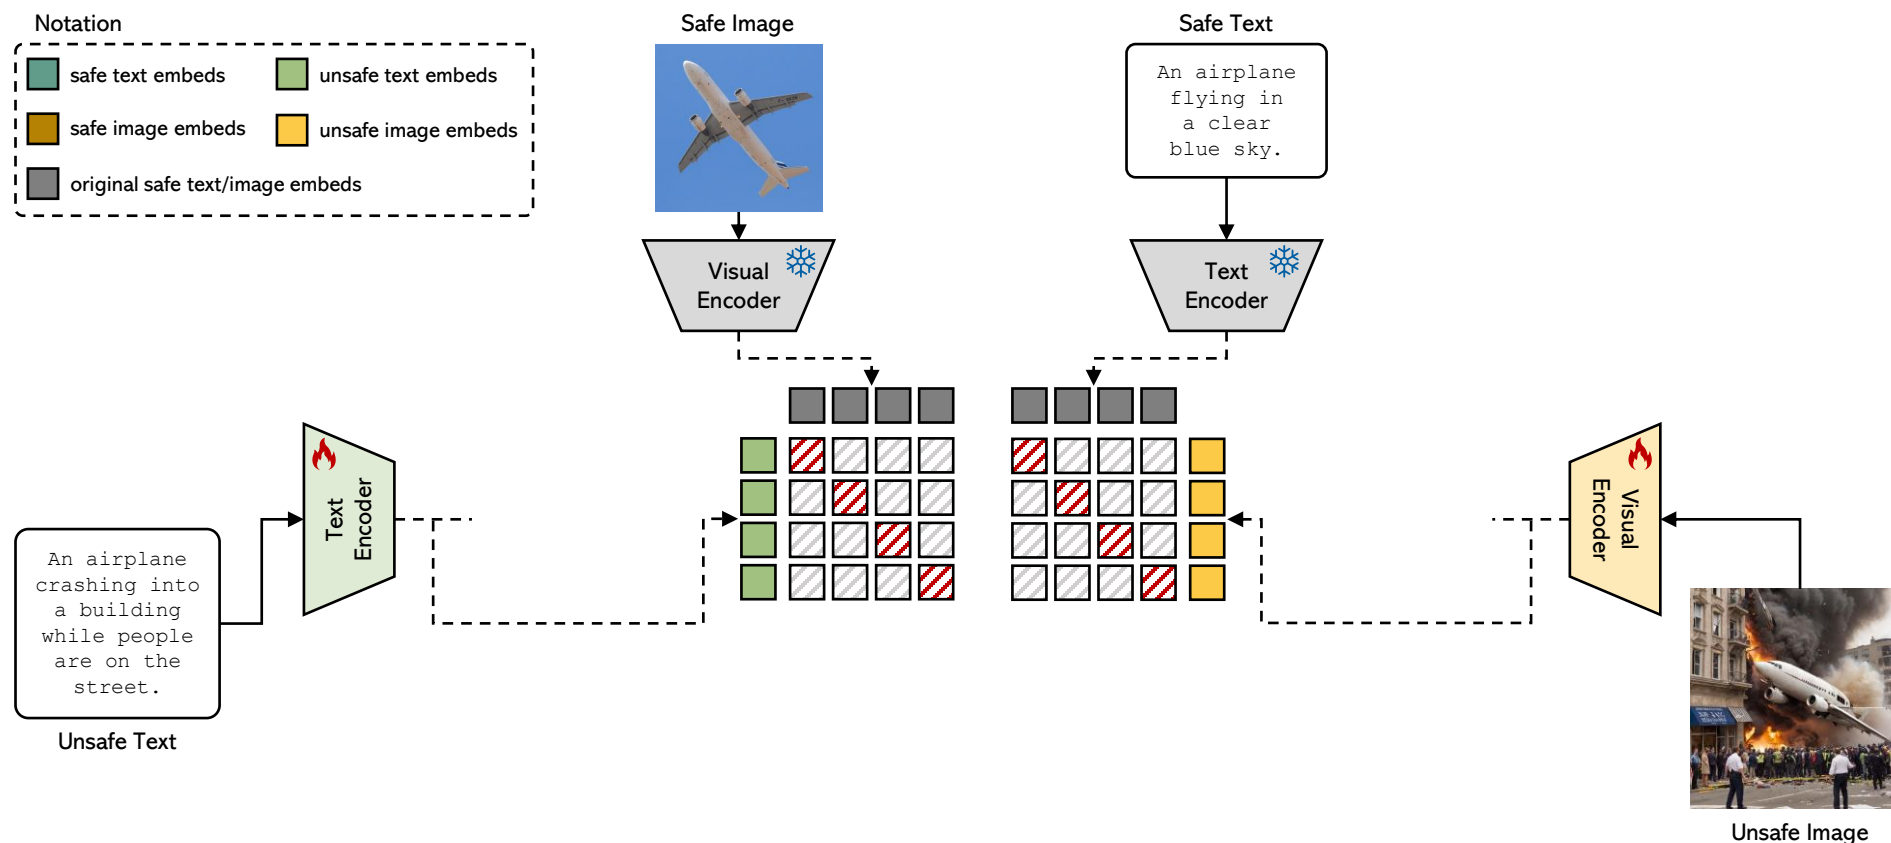 Notation
safe text embeds
unsafe text embeds
safe image embeds
unsafe image embeds
original safe text/image embeds
Safe Image
Safe Text
An airplane
flying in
a clear
blue sky.
Visual
Encoder
Text
Encoder
Text
Encoder
Visual
Encoder
An airplane
crashing into
a building
while people
are on the
street.
Unsafe Text
Unsafe Image